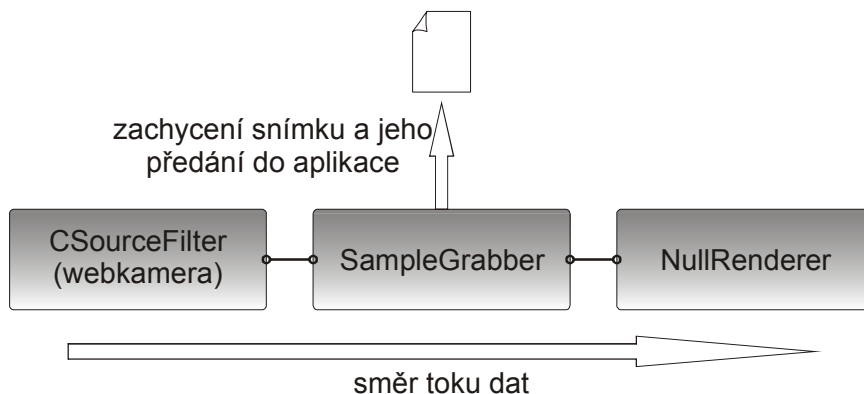 zachycení snímku a jeho
předání do aplikace
CSourceFilter
(webkamera)
SampleGrabber
NullRenderer
směr toku dat